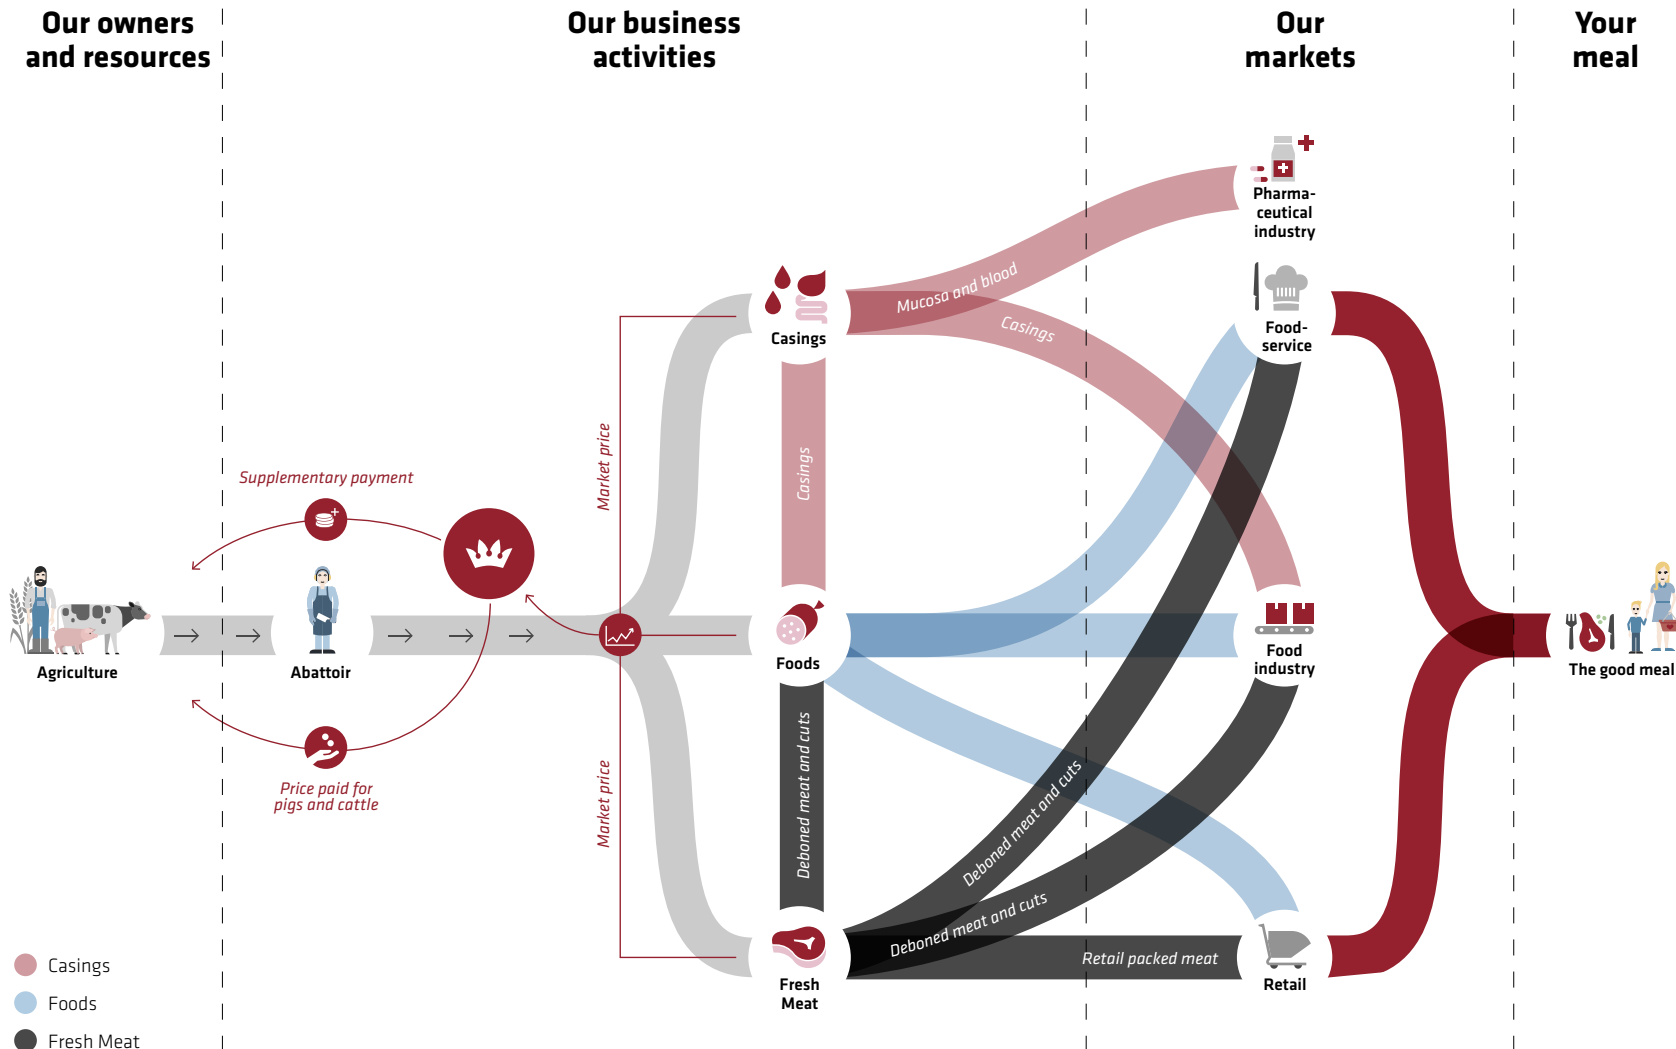 Our owners
and resources
Our business
activities
Our
markets
Your
meal
Pharma-
ceutical
industry
Mucosa and blood
Casings
Casings
Food-
service
Market price
Casings
Supplementary payment
Agriculture
Abattoir
Foods
Food
industry
The good meal
Price paid for
pigs and cattle
Market price
Deboned meat and cuts
Deboned meat and cuts
Deboned meat and cuts
Retail packed meat
Fresh
Meat
Retail
Casings
Foods
Fresh Meat